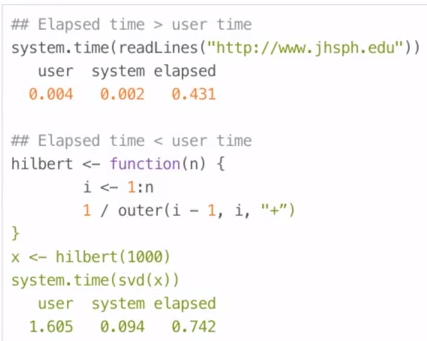 ## Elapsed time > user time
system.time(readLines("http://www.jhsph.edu"))
   user  system elapsed
  0.004   0.002   0.431

## Elapsed time < user time
hilbert <- function(n) {
        i <- 1:n
        1 / outer(i - 1, i, "+”)
}
x <- hilbert(1000)
system.time(svd(x))
   user  system elapsed
  1.605   0.094   0.742